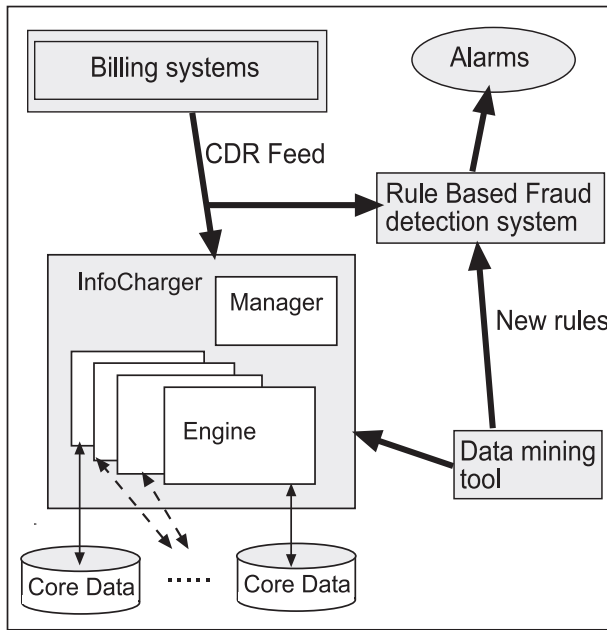 Billing systems
Alarms
CDR Feed
Rule Based Fraud
detection system
InfoCharger
Manager
New rules
Engine
Data mining
tool
Core Data
......
Core Data